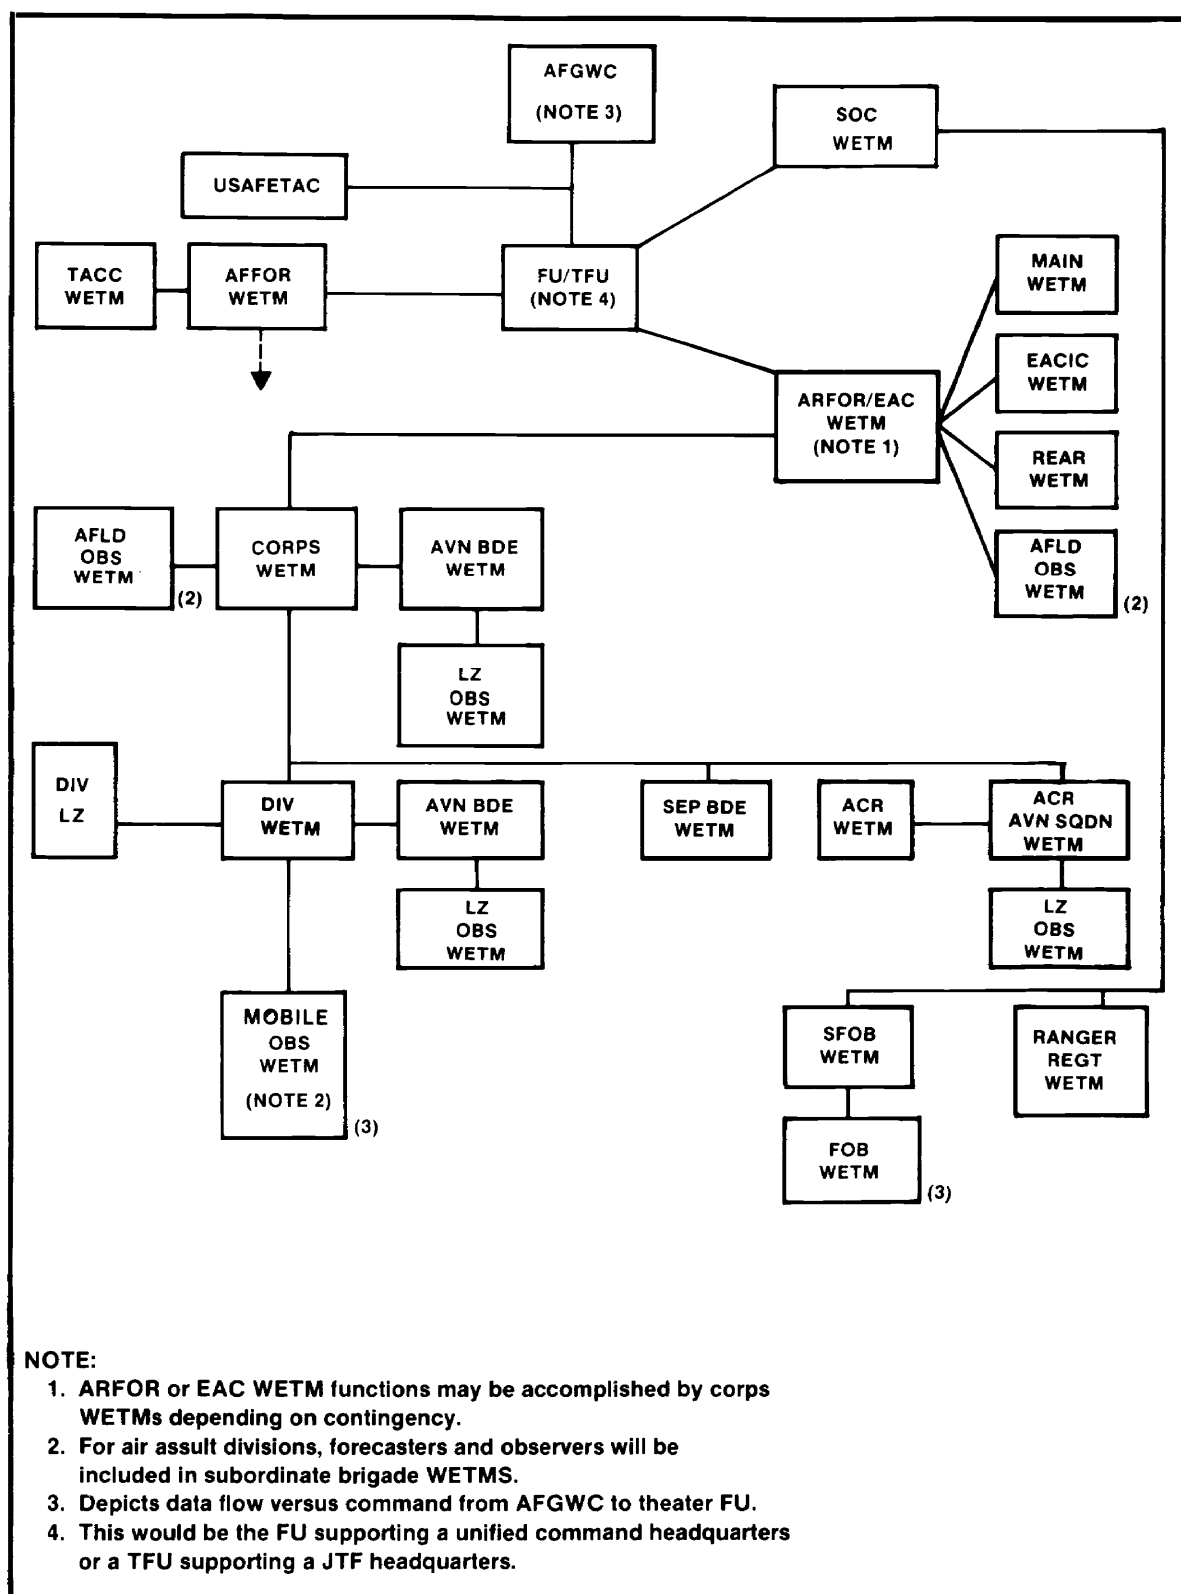 AFGWC
(NOTE 3)
SOC
WETM
USAFETAC
TACC
WETM
AFFOR
WETM
FU/TFU
(NOTE 4)
MAIN
WETM
EACIC
WETM
ARFOR/EAC
WETM
(NOTE 1)
REAR
WETM
AFLD
OBS
WETM
(2)
CORPS
WETM
AVN BDE
WETM
AFLD
OBS
WETM
(2)
LZ
OBS
WETM
DIV
LZ
DIV
WETM
AVN BDE
WETM
SEP BDE
WETM
ACR
WETM
ACR
AVN SQDN
WETM
LZ
OBS
WETM
LZ
OBS
WETM
MOBILE
OBS
WETM
(NOTE 2)
(3)
SFOB
WETM
RANGER
REGT
WETM
FOB
WETM
(3)
NOTE:
1. ARFOR or EAC WETM functions may be accomplished by corps
WETMs depending on contingency.
2. For air assult divisions, forecasters and observers will be
included in subordinate brigade WETMS.
3. Depicts data flow versus command from AFGWC to theater FU.
4. This would be the FU supporting a unified command headquarters
or a TFU supporting a JTF headquarters.